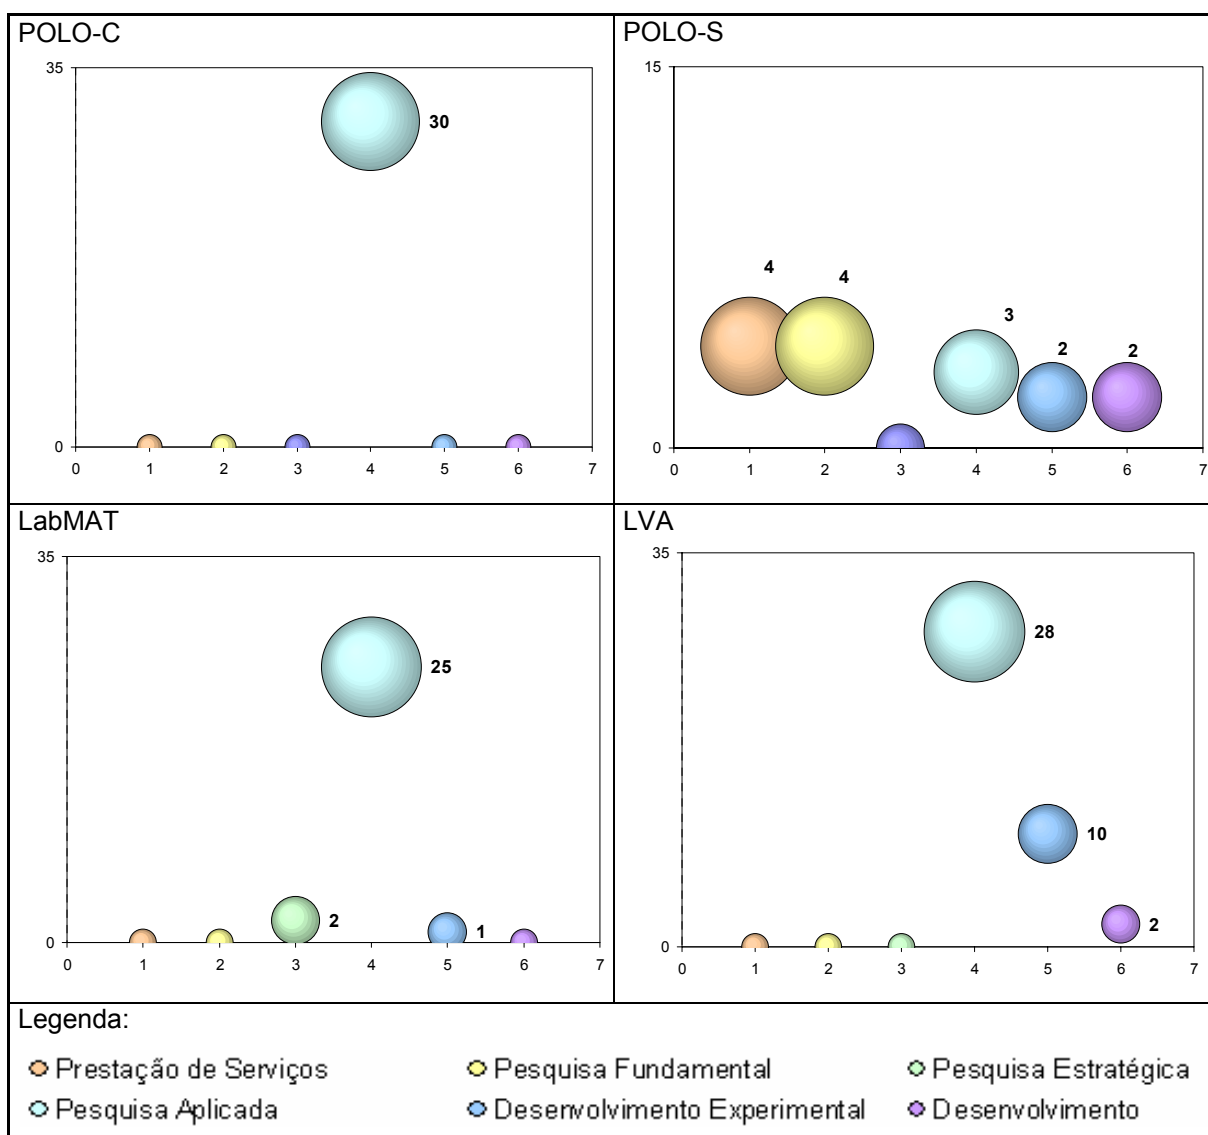 POLO-C
35
30
0
0 1 2 3 4 5 6 7
POLO-S
15
4 4
3
2 2
0
0 1 2 3 4 5 6 7
LabMAT
35
25
2 1
0
0 1 2 3 4 5 6 7
LVA
35
28
10
2
0
0 1 2 3 4 5 6 7
Legenda:
Prestação de Serviços Pesquisa Fundamental Pesquisa Estratégica
Pesquisa Aplicada Desenvolvimento Experimental Desenvolvimento